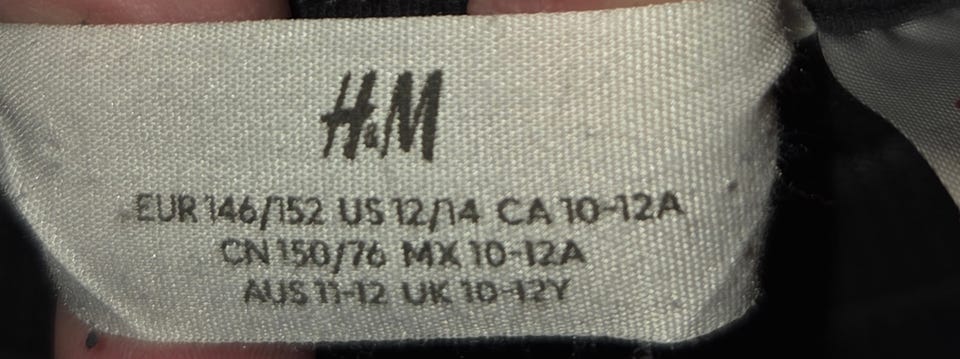 H&M
EUR 146/152 US 12/14 CA 10-12A
CN 150/76 MX 10-12A
AUS 11-12 UK 10-12Y